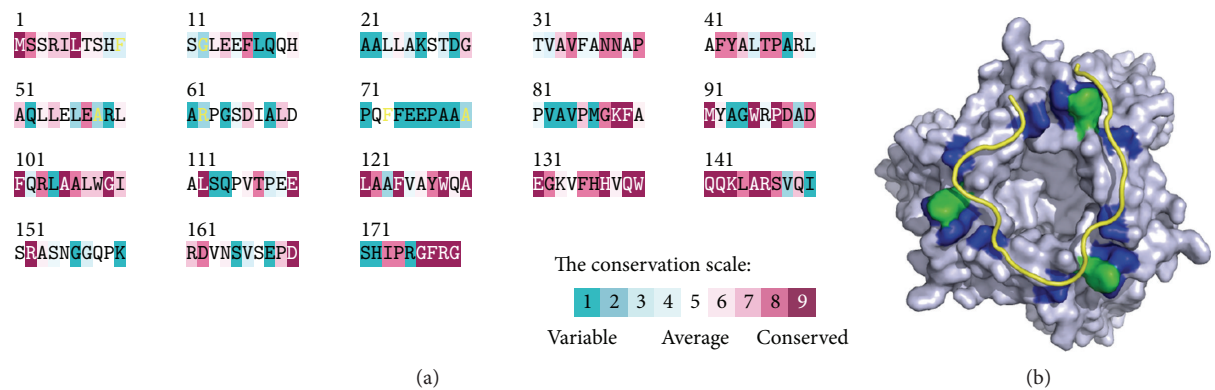 1 11 21 31 41
MSSRILTSHF SGLEEFLQQH AALLAKSTDG TVAVFANNAP AFYALTPARL
51 61 71 81 91
AQLLELEARL ARPGSDIALD PQFFEEPAAA PVAVPMGKFA MYAGWRPDAD
101 111 121 131 141
FQRLAALWGI ALSQPVTPEE LAAFVAYWQA EGKVFHHVQW QQKLARSVQI
151 161 171
SRASNGGQPK RDVNSVSEPD SHIPRGFRG
The conservation scale:
1 2 3 4 5 6 7 8 9
Variable Average Conserved
(a) (b)